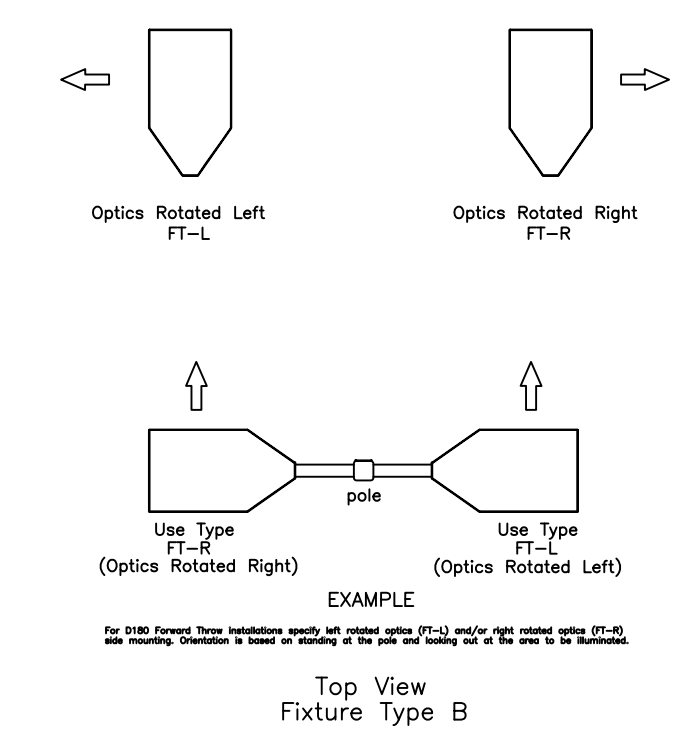 Optics Rotated Left
FT-L
Optics Rotated Right
FT-R
pole
Use Type
FT-R
(Optics Rotated Right)
Use Type
FT-L
(Optics Rotated Left)
EXAMPLE
For D180 Forward Throw installations specify left rotated optics (FT-L) and/or right rotated optics (FT-R)
side mounting. Orientation is based on standing at the pole and looking out at the area to be illuminated.
Top View
Fixture Type B